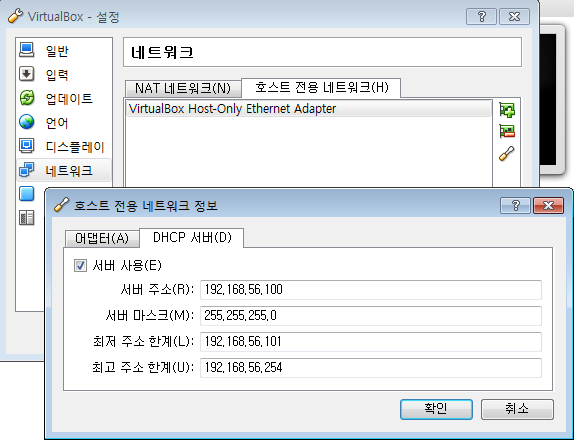 VirtualBox - 설정
일반
입력
업데이트
언어
디스플레이
네트워크
네트워크
NAT 네트워크(N)
호스트 전용 네트워크(H)
VirtualBox Host-Only Ethernet Adapter
호스트 전용 네트워크 정보
어댑터(A)
DHCP 서버(D)
서버 사용(E)
서버 주소(R): 192,168,56,100
서버 마스크(M): 255,255,255,0
최저 주소 한계(L): 192,168,56,101
최고 주소 한계(U): 192,168,56,254
확인
취소